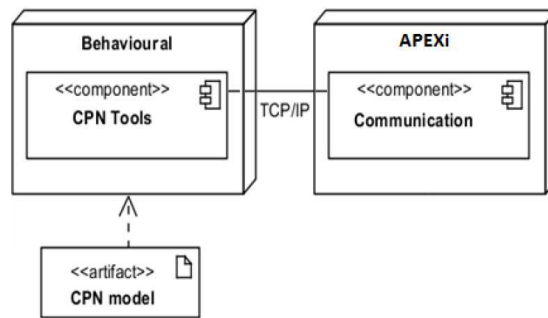 Behavioural
<<component>>
CPN Tools
TCP/IP
APEXi
<<component>>
Communication
<<artifact>>
CPN model